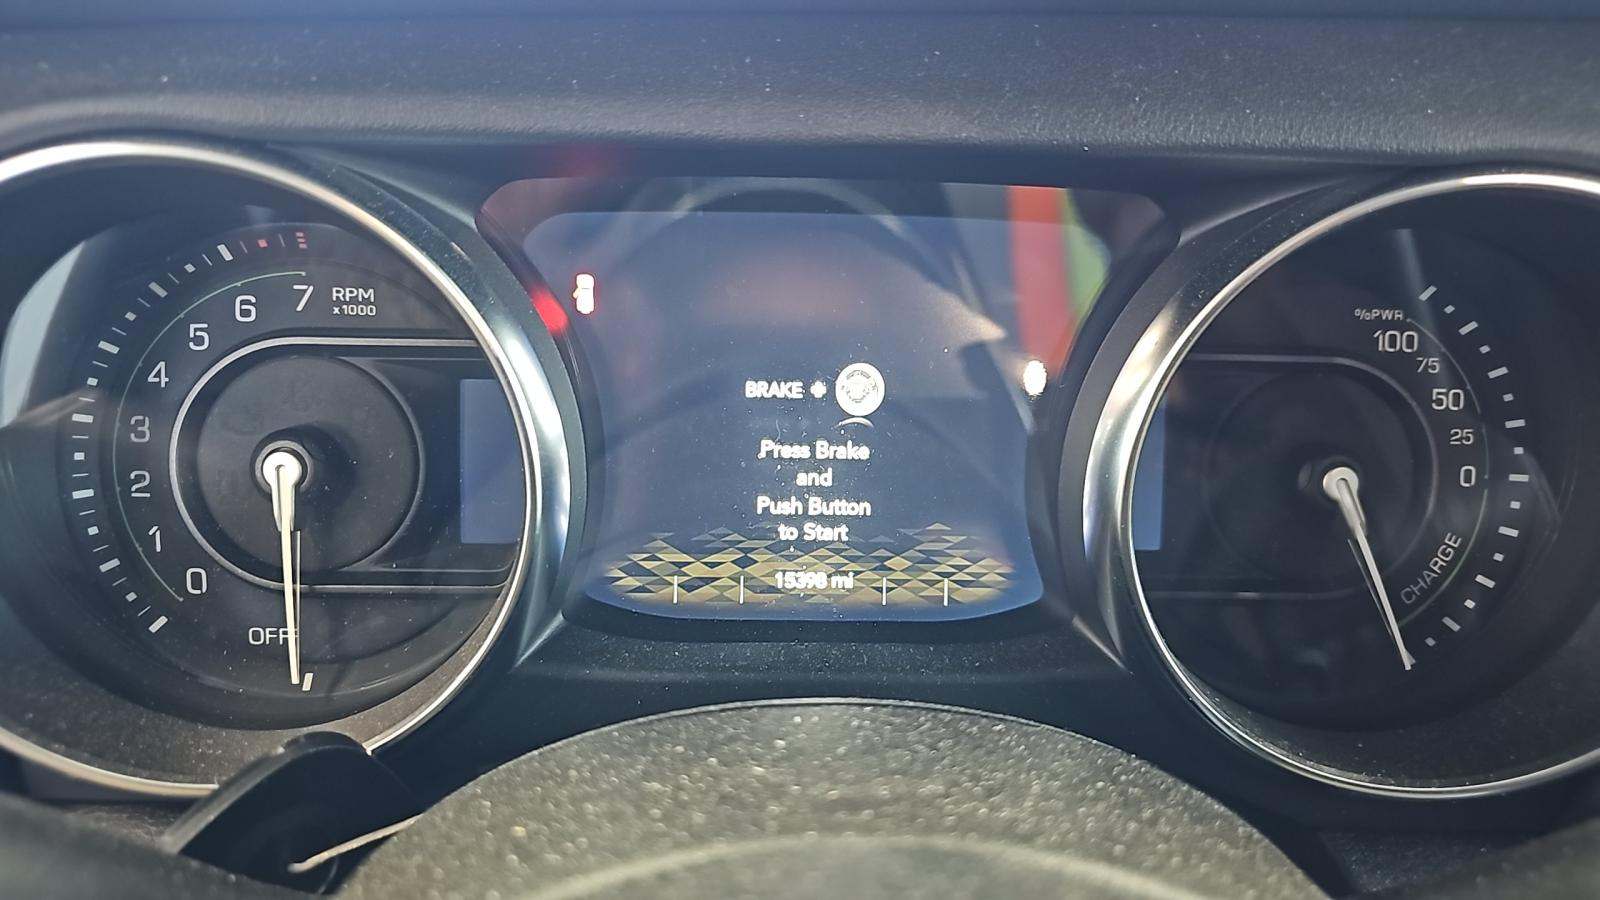 7
6
5
4
3
2
1
0
OFF
RPM
x1000
BRAKE +
Press Brake
and
Push Button
to Start
15398 mi
%PWR
100
75
50
25
0
CHARGE